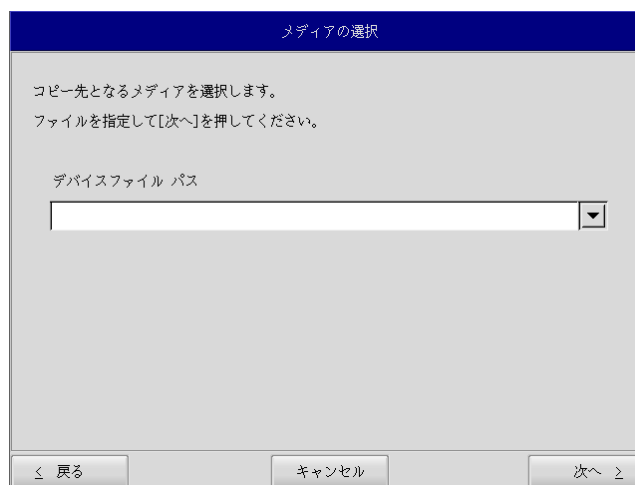 メディアの選択
コピー先となるメディアを選択します。
ファイルを指定して[次へ]を押してください。
デバイスファイル パス
< 戻る
キャンセル
次へ >